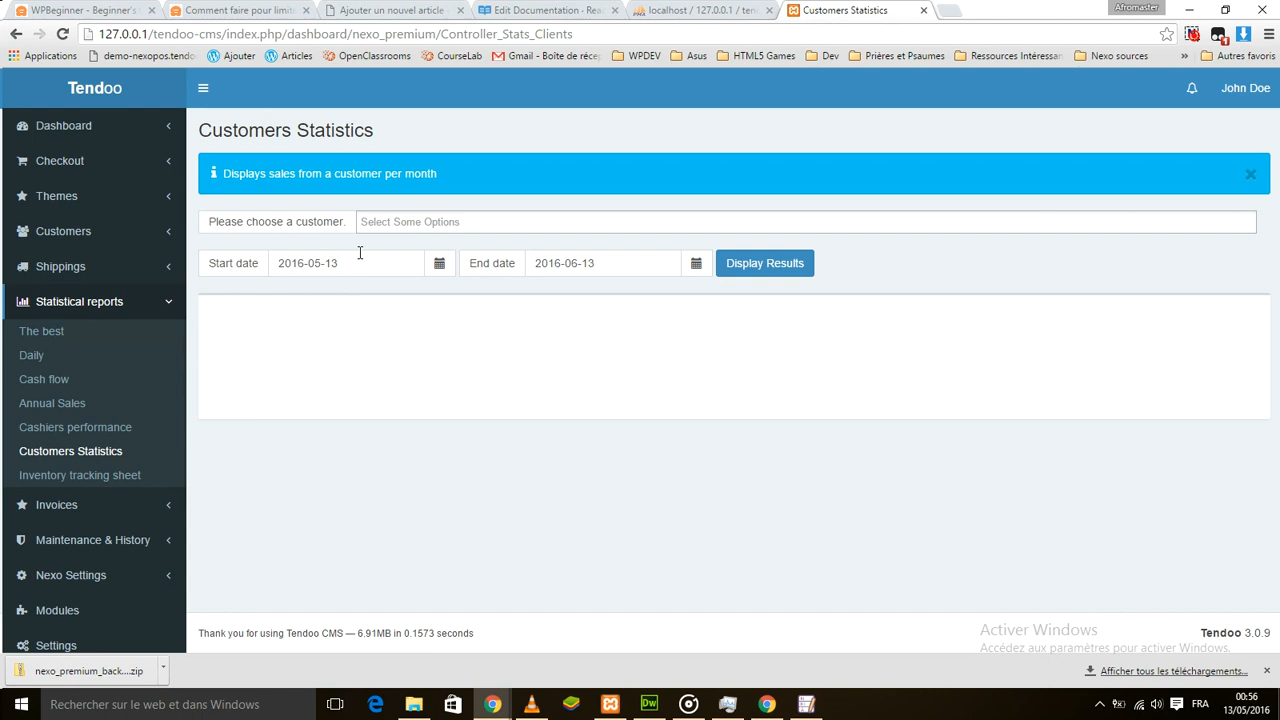 WPBeginner - Beginner's
Comment faire pour limit
Ajouter un nouvel article
Edit Documentation - Rea
localhost / 127.0.0.1 / tend
Customers Statistics
Afromaster
127.0.0.1/tendoo-cms/index.php/dashboard/nexo_premium/Controller_Stats_Clients
Applications
demo-nexopos.tend
Ajouter
Articles
OpenClassrooms
CourseLab
Gmail - Boîte de réce
WPDEV
Asus
HTML5 Games
Dev
Prières et Psaumes
Ressources Intéressan
Nexo sources
»
Autres favoris
Tendoo
John Doe
Dashboard
Checkout
Themes
Customers
Shippings
Statistical reports
The best
Daily
Cash flow
Annual Sales
Cashiers performance
Customers Statistics
Inventory tracking sheet
Invoices
Maintenance & History
Nexo Settings
Modules
Settings
Customers Statistics
Displays sales from a customer per month
Please choose a customer. Select Some Options
Start date 2016-05-13 End date 2016-06-13 Display Results
Thank you for using Tendoo CMS — 6.91MB in 0.1573 seconds
Tendoo 3.0.9
Activer Windows
Accédez aux paramètres pour activer Windows.
nexo_premium_back....zip
Afficher tous les téléchargements...
Rechercher sur le web et dans Windows
FRA
00:56
13/05/2016